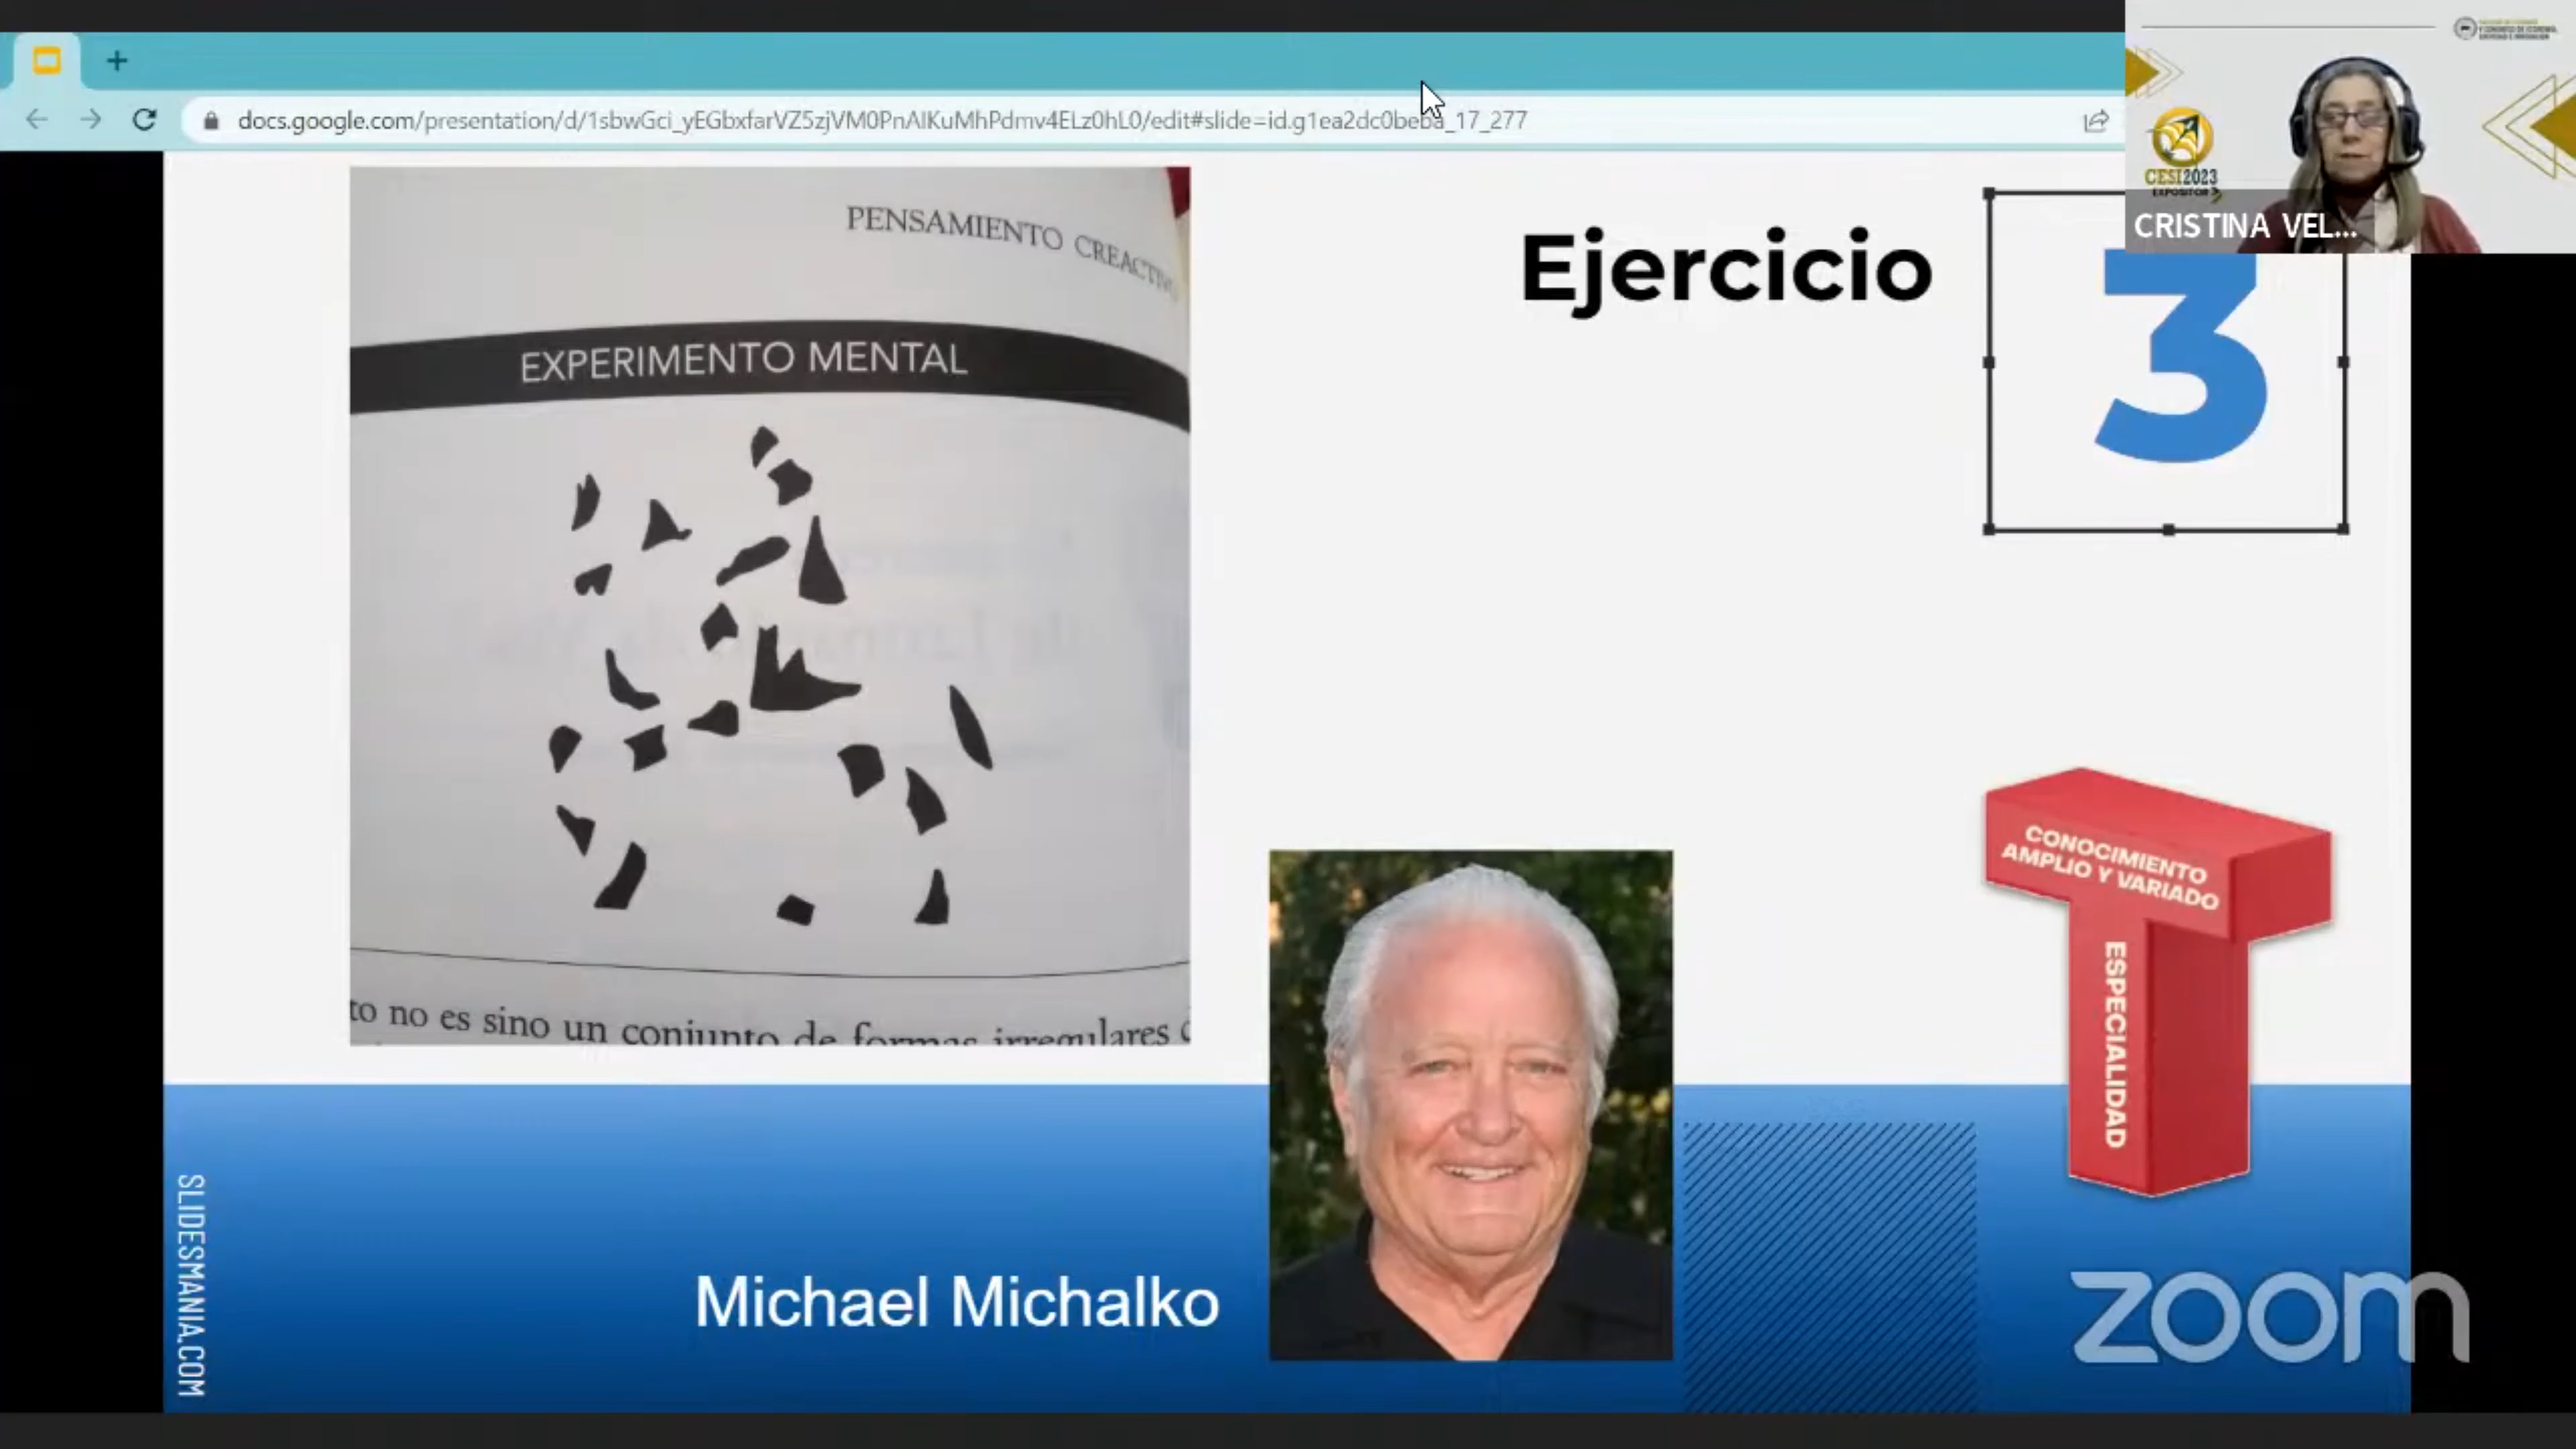 docs.google.com/presentation/d/1sbwGci_yEGbxfarVZ5zjVM0PnAIKuMhPdmv4ELz0hL0/edit#slide=id.g1ea2dc0beba_17_277
CESI2023
EXPOSITOR
CRISTINA VEL...
PENSAMIENTO CREACTIVO
EXPERIMENTO MENTAL
to no es sino un conjunto de formas irregulares
Ejercicio
3
CONOCIMIENTO
AMPLIO Y VARIADO
ESPECIALIDAD
Michael Michalko
SLIDESMANIA.COM
zoom